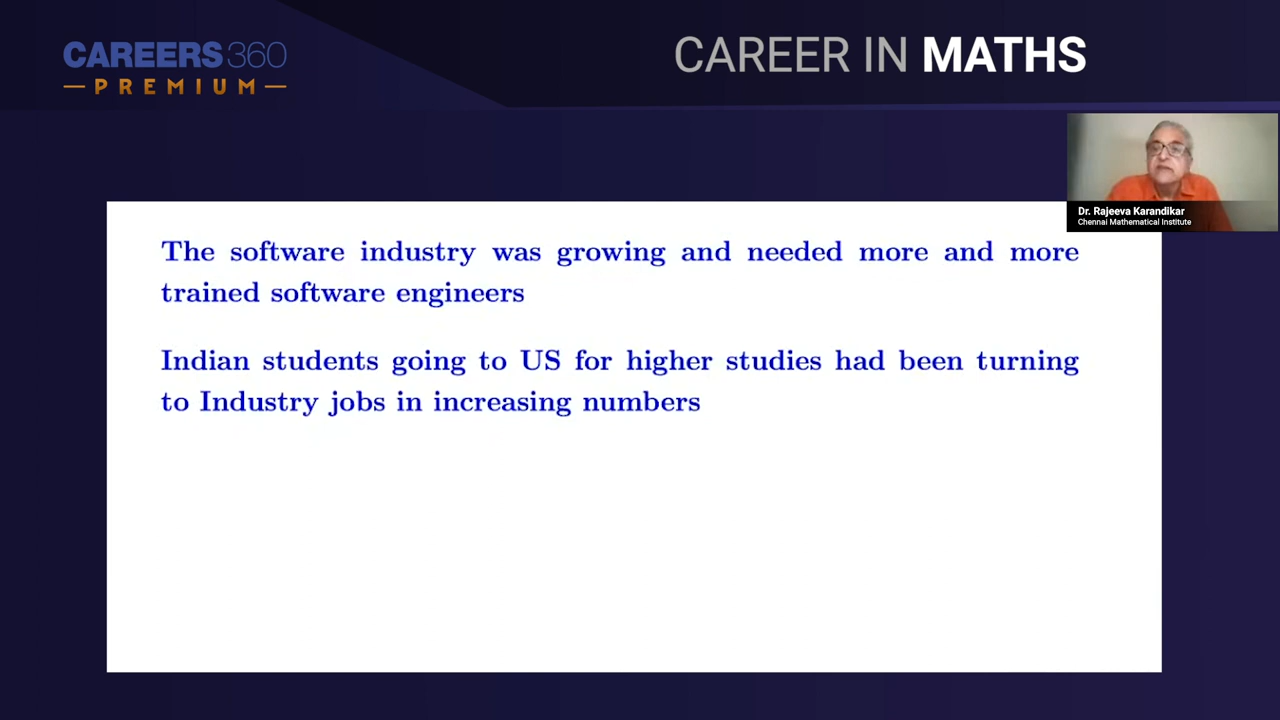 CAREERS360
PREMIUM
CAREER IN MATHS
Dr. Rajeeva Karandikar
Chennai Mathematical Institute
The software industry was growing and needed more and more
trained software engineers
Indian students going to US for higher studies had been turning
to Industry jobs in increasing numbers